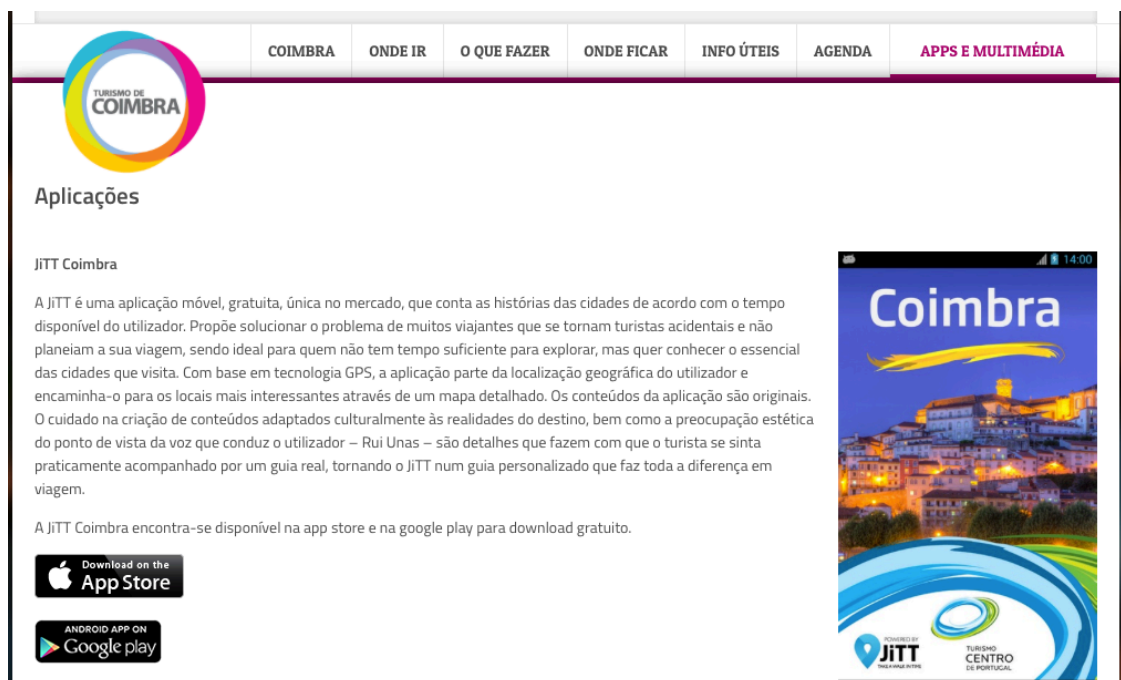 COIMBRA
ONDE IR
O QUE FAZER
ONDE FICAR
INFO ÚTEIS
AGENDA
APPS E MULTIMÉDIA
TURISMO DE
COIMBRA
Aplicações
JiTT Coimbra
A JiTT é uma aplicação móvel, gratuita, única no mercado, que conta as histórias das cidades de acordo com o tempo
disponível do utilizador. Propõe solucionar o problema de muitos viajantes que se tornam turistas acidentais e não
planeiam a sua viagem, sendo ideal para quem não tem tempo suficiente para explorar, mas quer conhecer o essencial
das cidades que visita. Com base em tecnologia GPS, a aplicação parte da localização geográfica do utilizador e
encaminha-o para os locais mais interessantes através de um mapa detalhado. Os conteúdos da aplicação são originais.
O cuidado na criação de conteúdos adaptados culturalmente às realidades do destino, bem como a preocupação estética
do ponto de vista da voz que conduz o utilizador – Rui Unas – são detalhes que fazem com que o turista se sinta
praticamente acompanhado por um guia real, tornando o JiTT num guia personalizado que faz toda a diferença em
viagem.
A JiTT Coimbra encontra-se disponível na app store e na google play para download gratuito.
Download on the
App Store
ANDROID APP ON
Google play
14:00
Coimbra
POWERED BY
JiTT
TAKE A WALK IN TIME
TURISMO
CENTRO
DE PORTUGAL